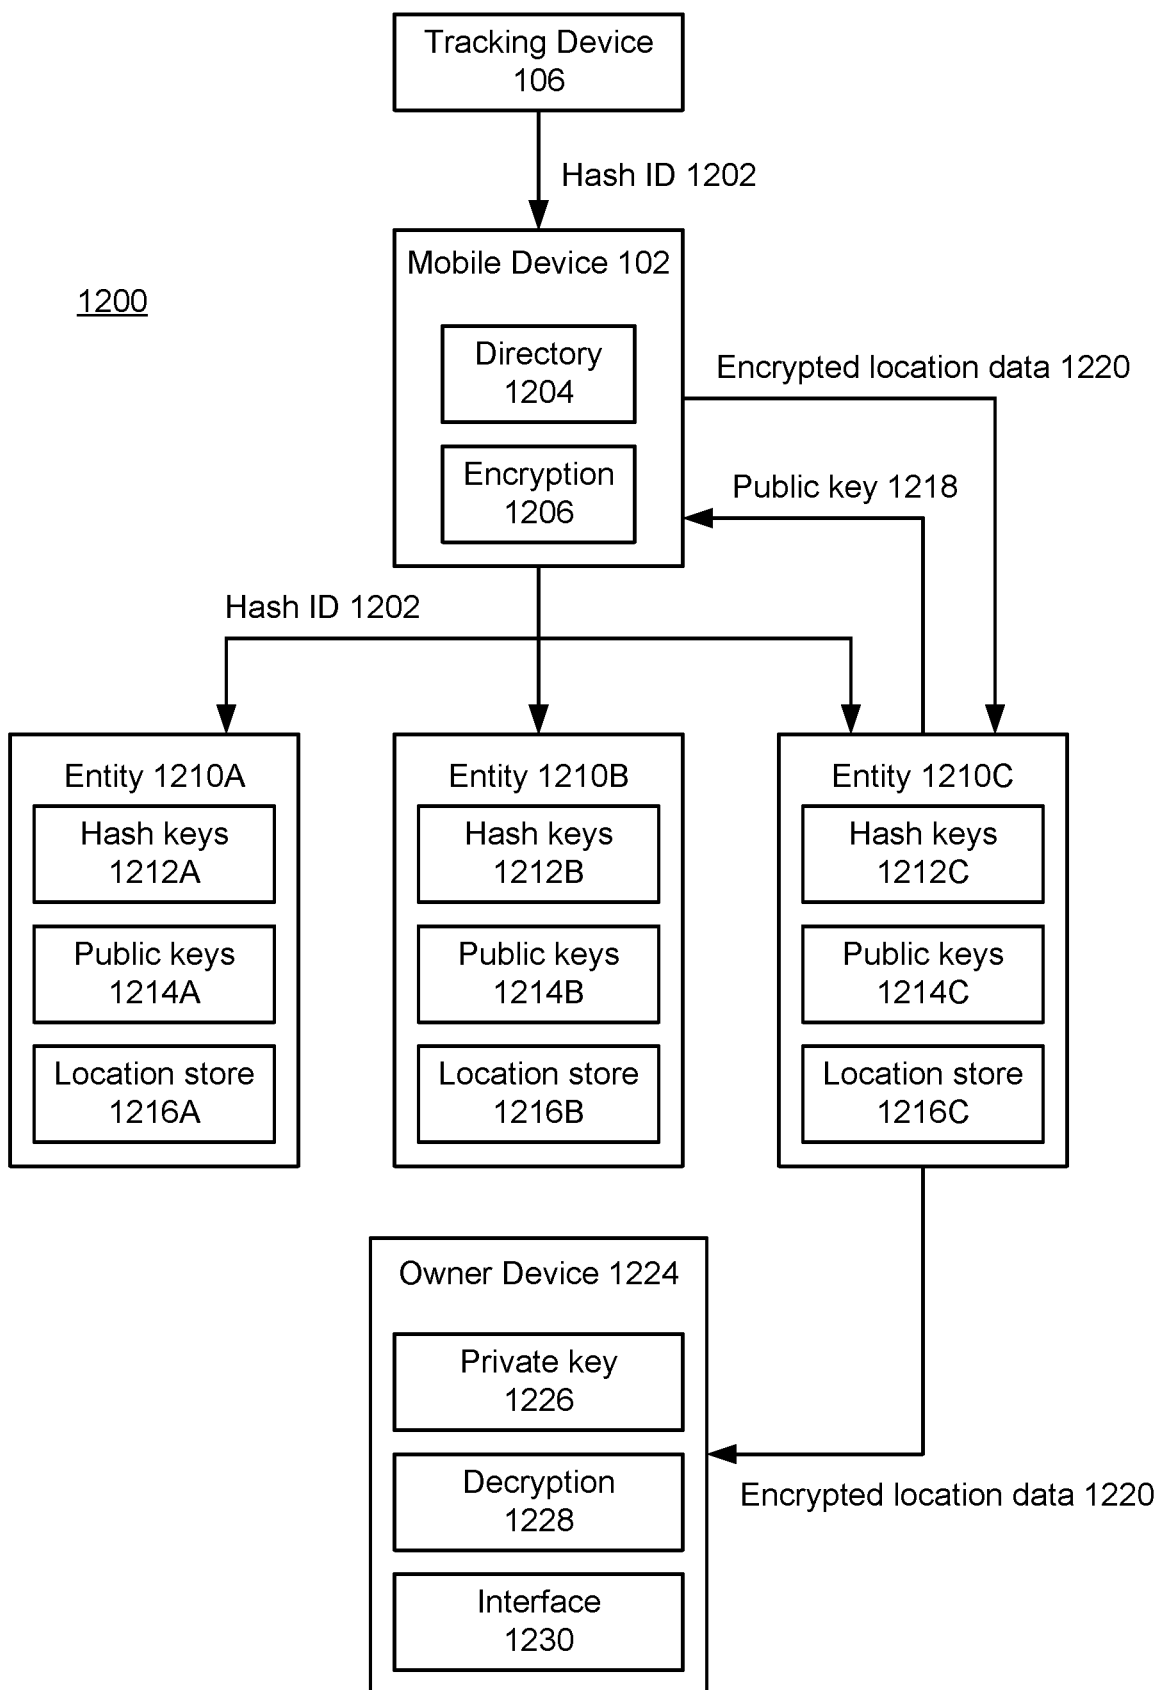 Tracking Device
106
Hash ID 1202
Mobile Device 102
1200
Directory
1204
Encrypted location data 1220
Encryption
1206
Public key 1218
Hash ID 1202
Entity 1210A
Hash keys
1212A
Public keys
1214A
Location store
1216A
Entity 1210B
Hash keys
1212B
Public keys
1214B
Location store
1216B
Entity 1210C
Hash keys
1212C
Public keys
1214C
Location store
1216C
Owner Device 1224
Private key
1226
Decryption
1228
Encrypted location data 1220
Interface
1230